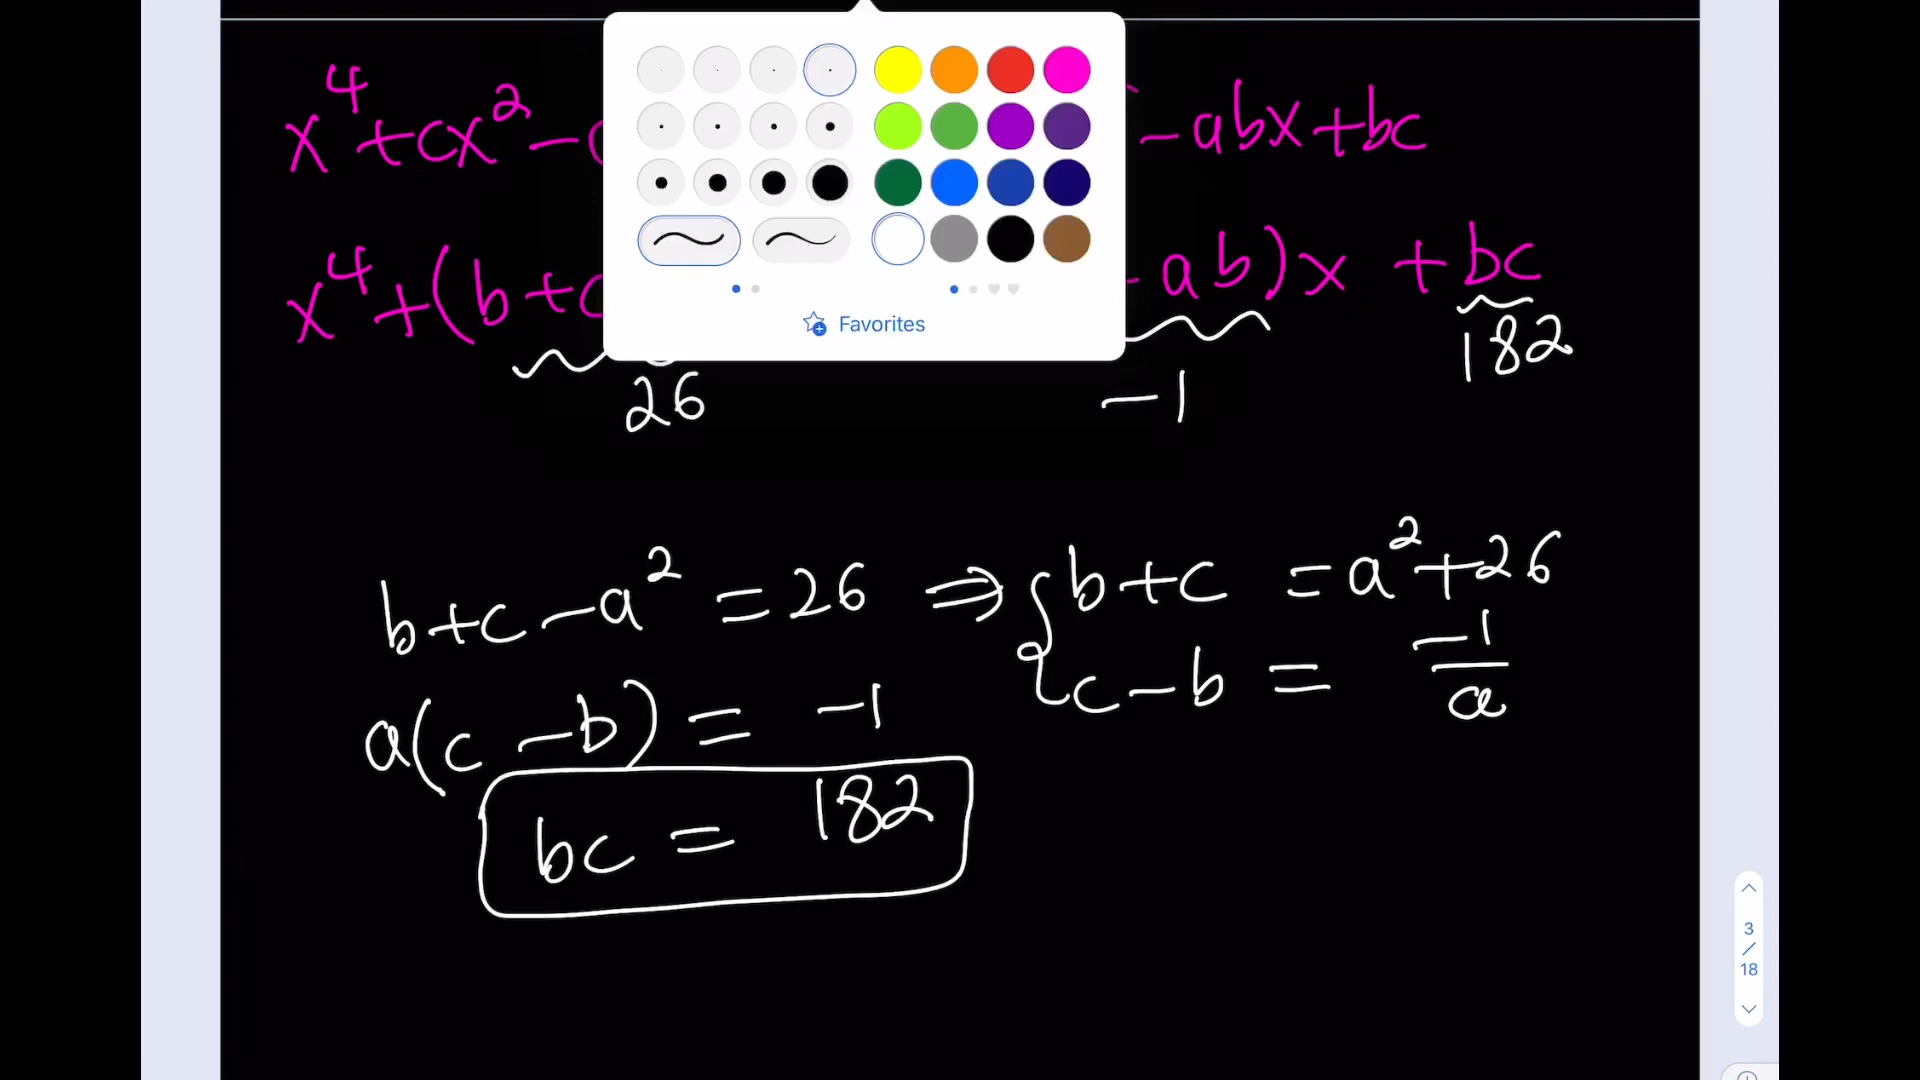 x⁴+cx²- -abx+bc
x⁴+(b+c -ab)x +bc
26 -1 182
Favorites
b+c-a²=26 ⇒ { b+c = a²+26
a(c-b) = -1 c-b = -1/a
bc = 182
3
/
18